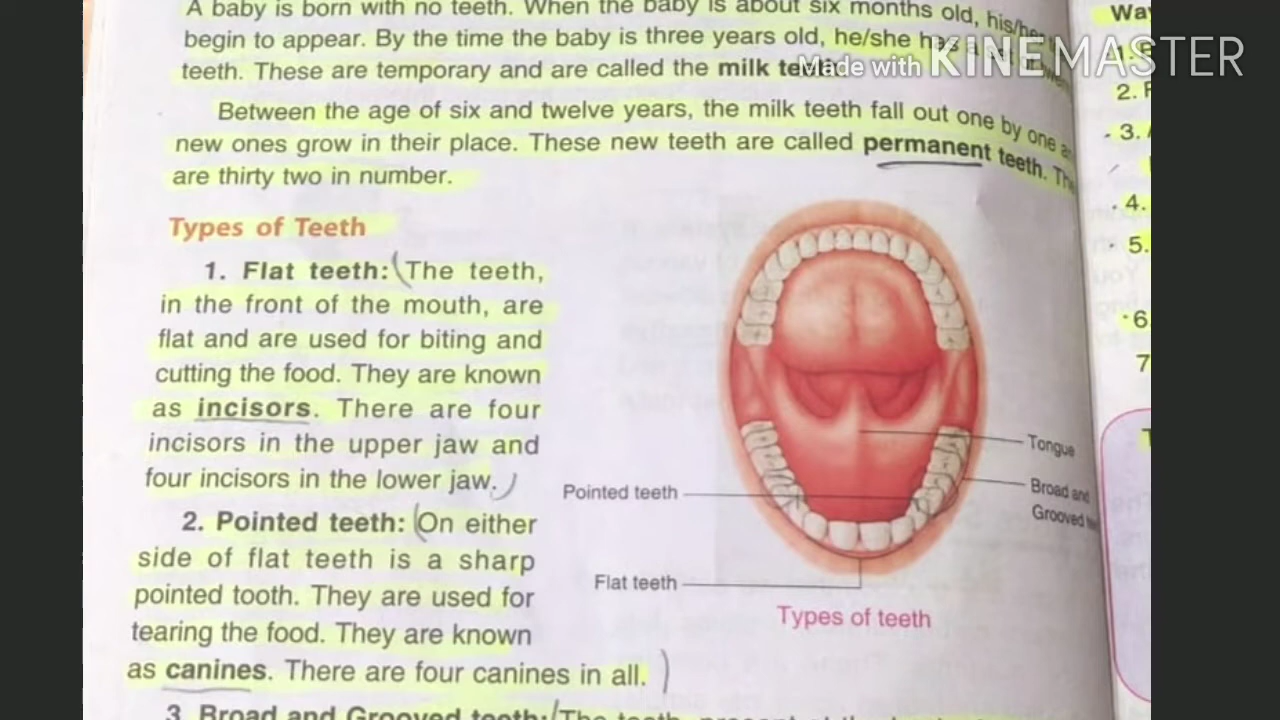 A baby is born with no teeth. When the baby is about six months old, his/her
begin to appear. By the time the baby is three years old, he/she has a
teeth. These are temporary and are called the milk teeth.
Made with KINEMASTER
Between the age of six and twelve years, the milk teeth fall out one by one
new ones grow in their place. These new teeth are called permanent teeth.
are thirty two in number.
Types of Teeth
1. Flat teeth: (The teeth,
in the front of the mouth, are
flat and are used for biting and
cutting the food. They are known
as incisors. There are four
incisors in the upper jaw and
four incisors in the lower jaw.)
2. Pointed teeth: (On either
side of flat teeth is a sharp
pointed tooth. They are used for
tearing the food. They are known
as canines. There are four canines in all.)
3. Broad and Grooved teeth: (The teeth, present at the
Tongue
Broad and
Grooved
Pointed teeth
Flat teeth
Types of teeth
1.
2.
3.
4.
5.
6
7